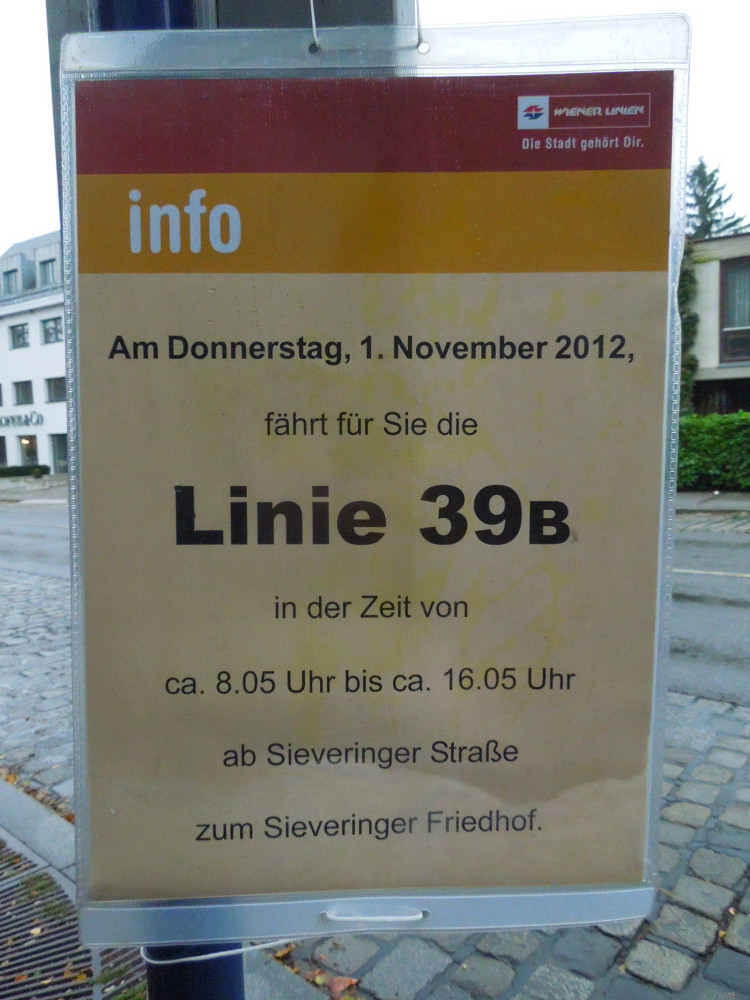 WIENER LINIEN
Die Stadt gehört Dir.
info
Am Donnerstag, 1. November 2012,
fährt für Sie die
Linie 39B
in der Zeit von
ca. 8.05 Uhr bis ca. 16.05 Uhr
ab Sieveringer Straße
zum Sieveringer Friedhof.